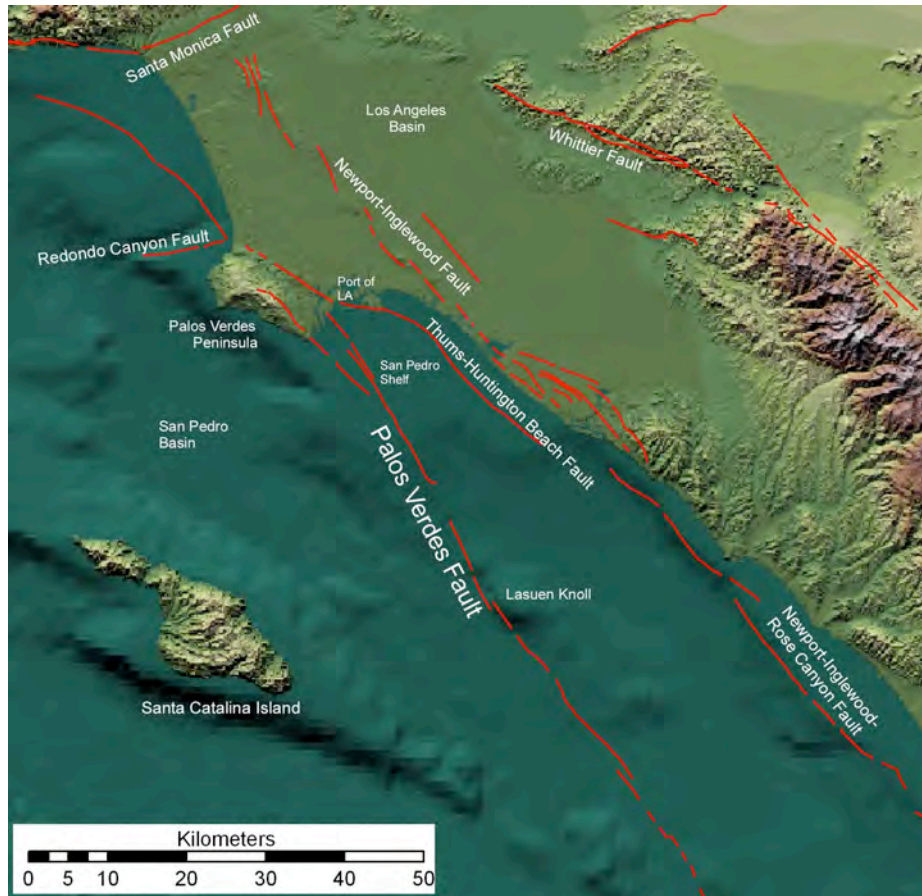 Santa Monica Fault
Los Angeles
Basin
Whittier Fault
Newport-Inglewood Fault
Redondo Canyon Fault
Port of
LA
Palos Verdes
Peninsula
San Pedro
Shelf
Thums-Huntington Beach Fault
San Pedro
Basin
Palos Verdes Fault
Lasuen Knoll
Newport-Inglewood-
Rose Canyon Fault
Santa Catalina Island
Kilometers
0 5 10 20 30 40 50